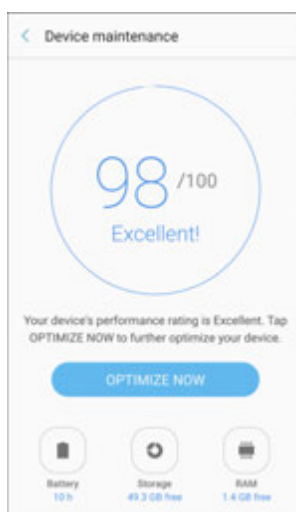 Device maintenance
98 /100
Excellent!
Your device's performance rating is Excellent. Tap
OPTIMIZE NOW to further optimize your device.
OPTIMIZE NOW
Battery Storage RAM
10 h 49.3 GB free 1.4 GB free